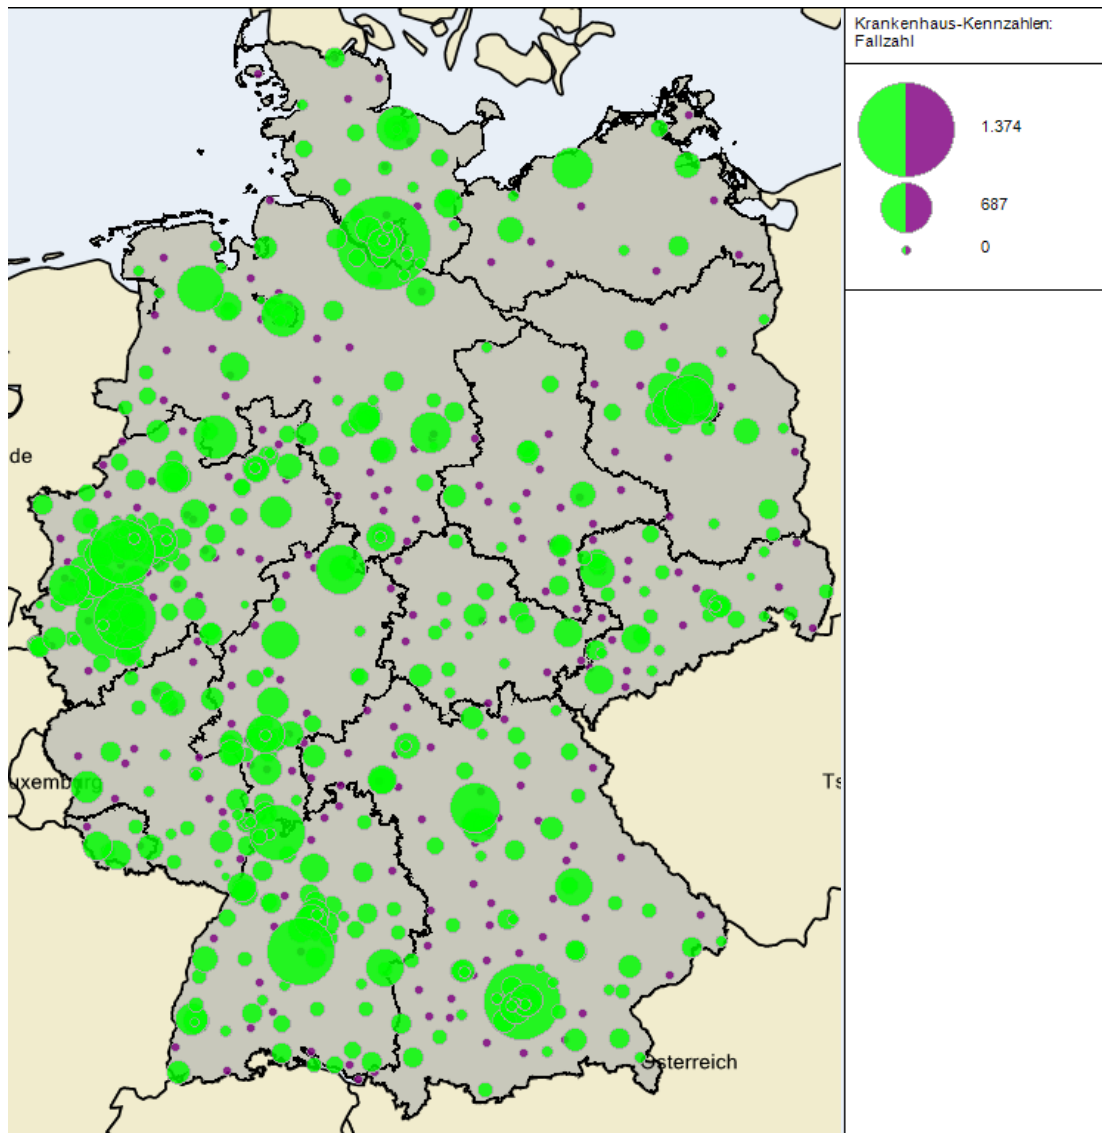 Krankenhaus-Kennzahlen:
Fallzahl
1.374
687
0
de
uxemburg
Ts
Österreich